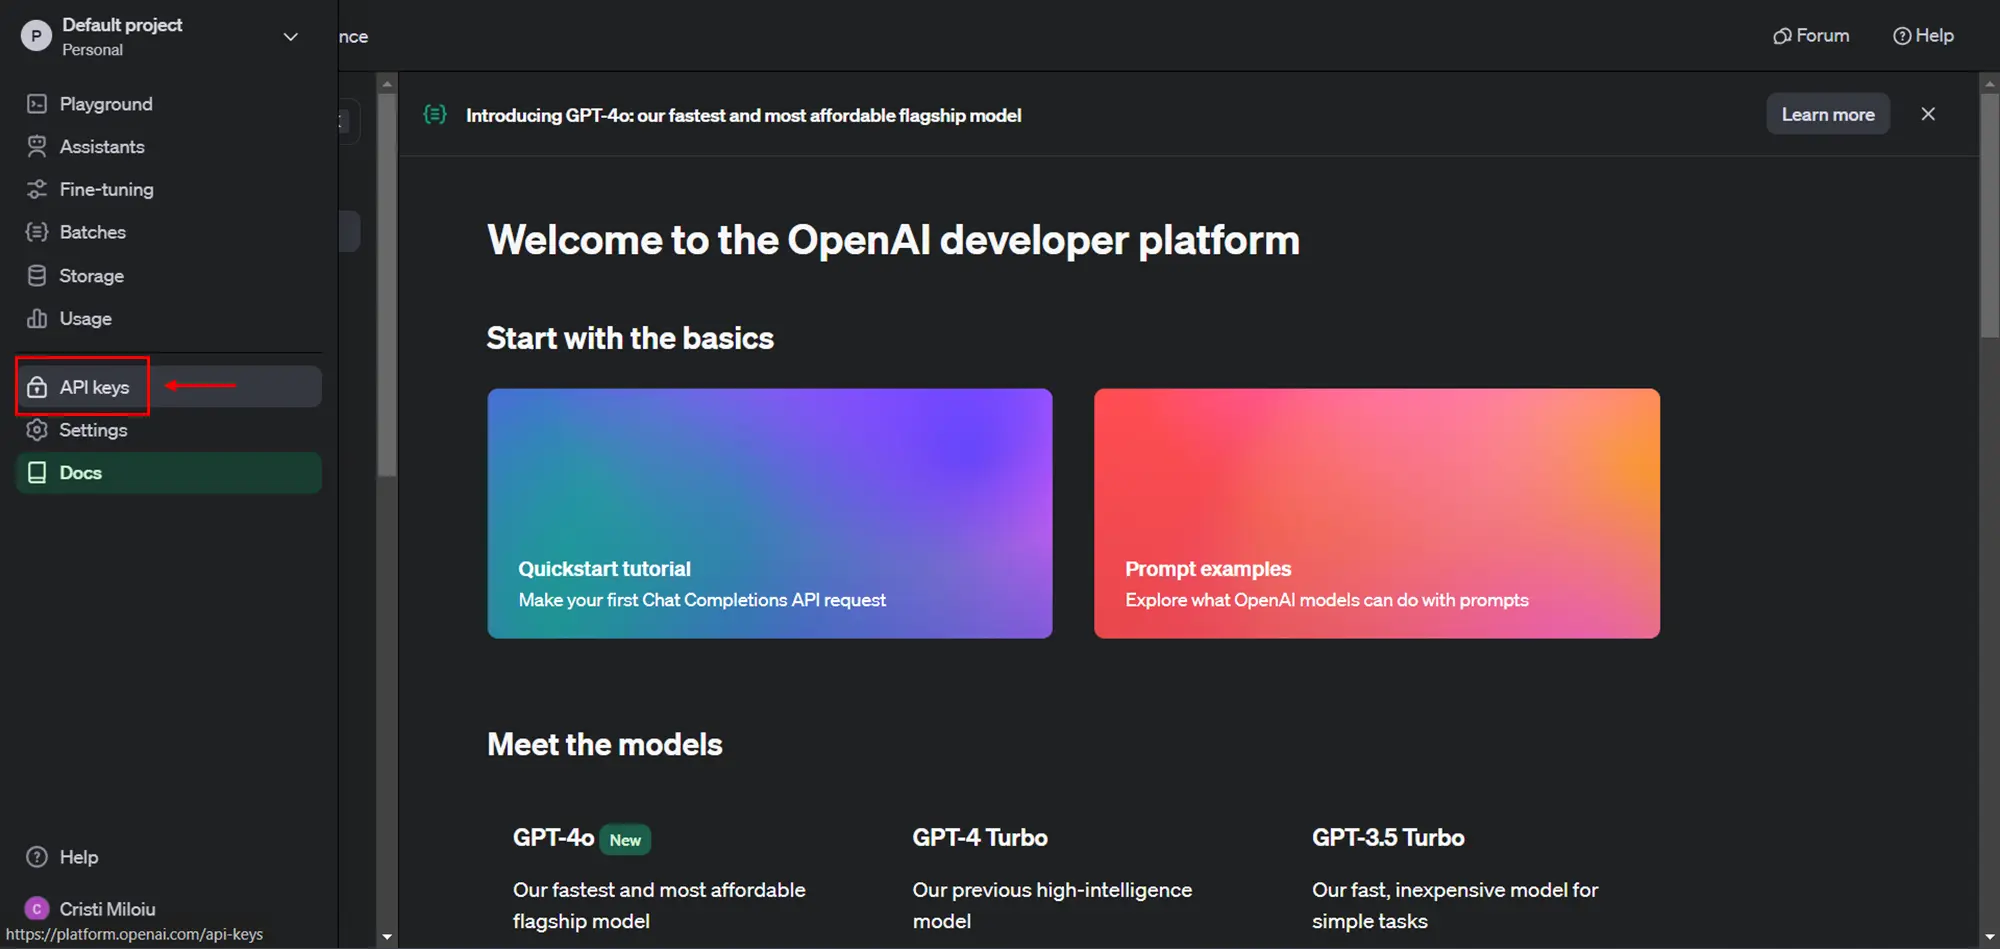 P
Default project
Personal
nce
Forum
Help
Playground
Assistants
Fine-tuning
Batches
Storage
Usage
API keys
Settings
Docs
Help
C
Cristi Miloiu
https://platform.openai.com/api-keys
Introducing GPT-4o: our fastest and most affordable flagship model
Learn more
Welcome to the OpenAI developer platform
Start with the basics
Quickstart tutorial
Make your first Chat Completions API request
Prompt examples
Explore what OpenAI models can do with prompts
Meet the models
GPT-4o New
Our fastest and most affordable
flagship model
GPT-4 Turbo
Our previous high-intelligence
model
GPT-3.5 Turbo
Our fast, inexpensive model for
simple tasks